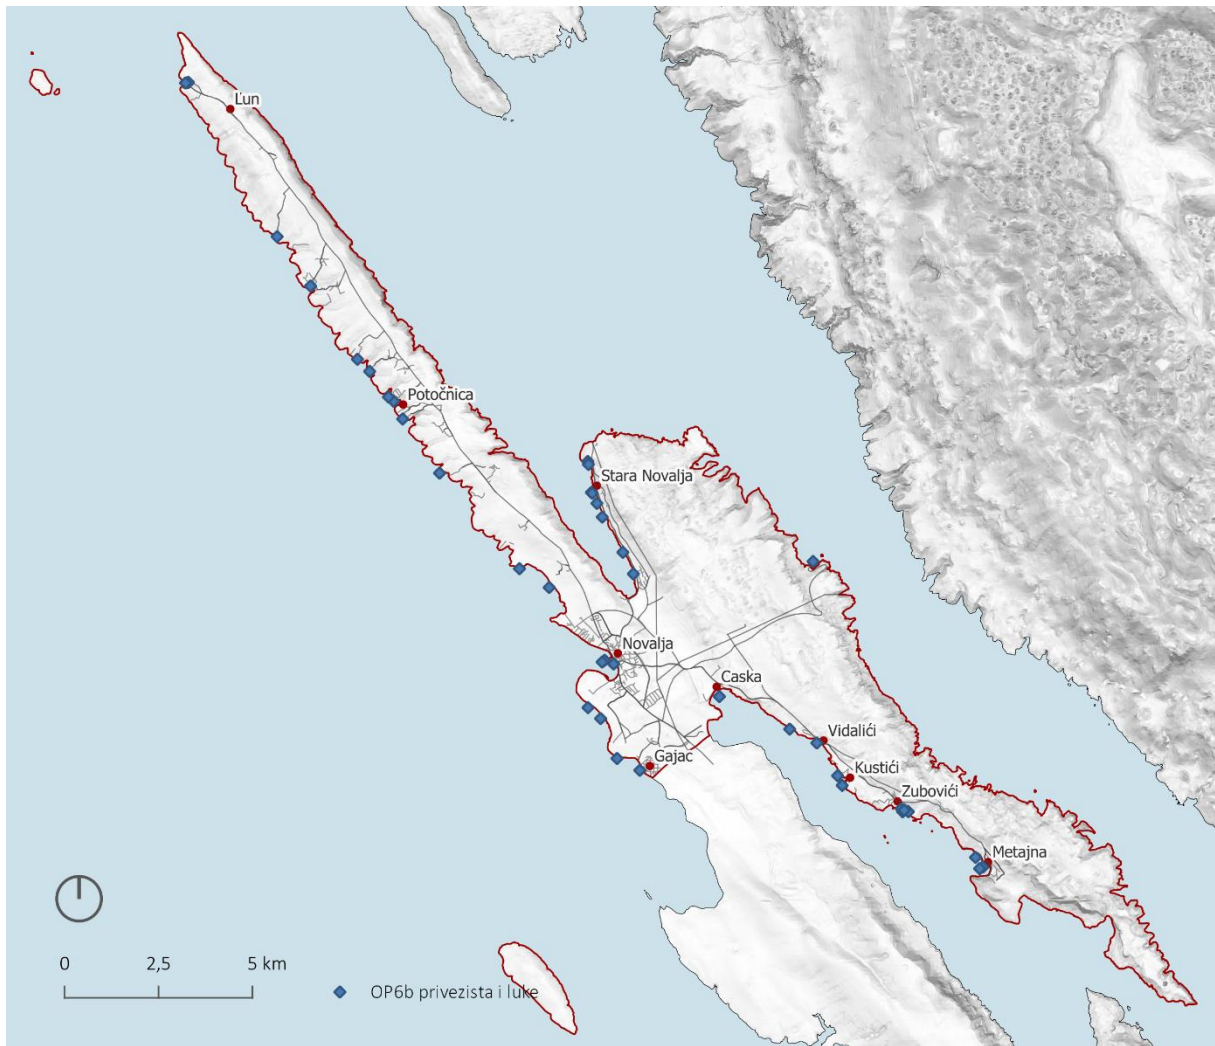 Lun
Potočnica
Stara Novalja
Novalja
Caska
Vidalići
Gajac
Kustići
Zubovići
Metajna
0 2,5 5 km
OP6b privezista i luke